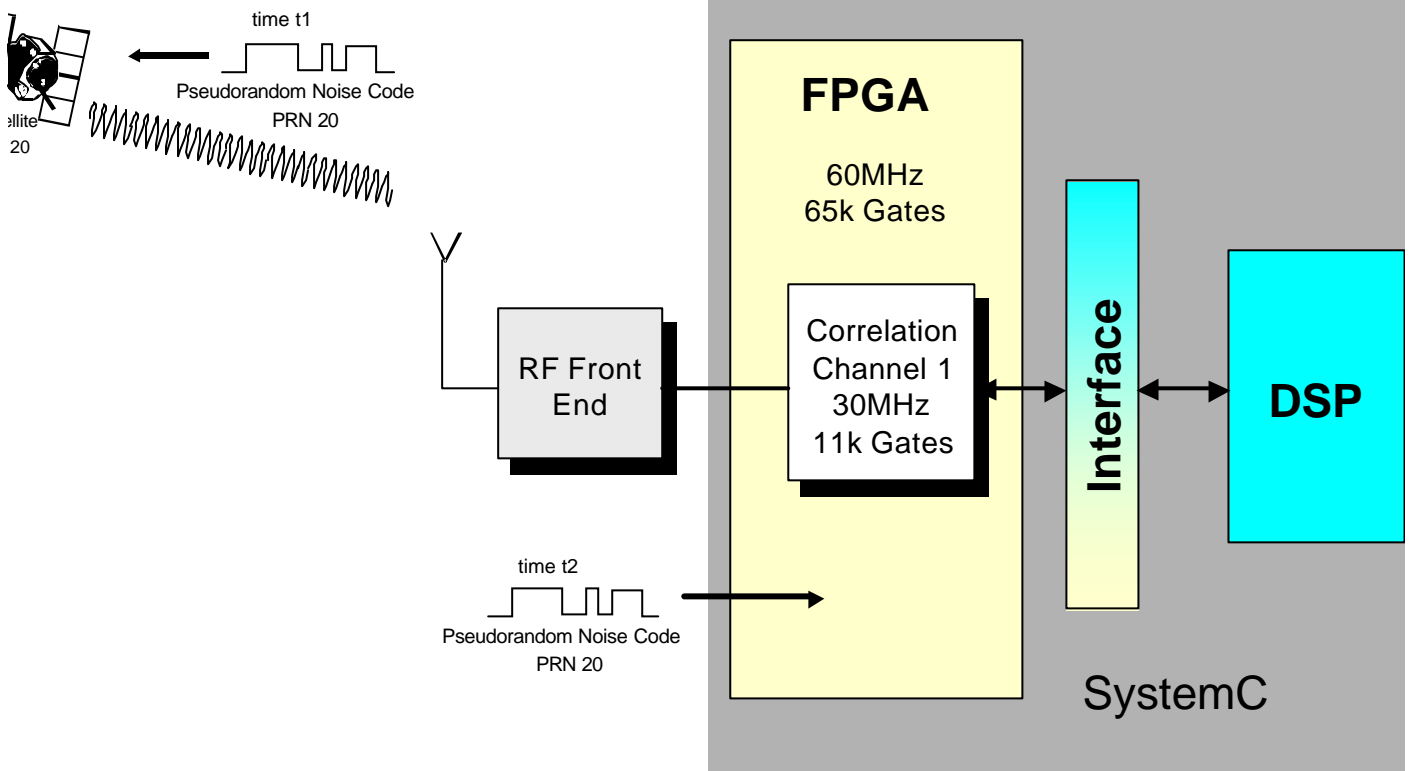 time t1
Pseudorandom Noise Code
PRN 20
ellite
20
FPGA
60MHz
65k Gates
RF Front
End
Correlation
Channel 1
30MHz
11k Gates
Interface
DSP
time t2
Pseudorandom Noise Code
PRN 20
SystemC